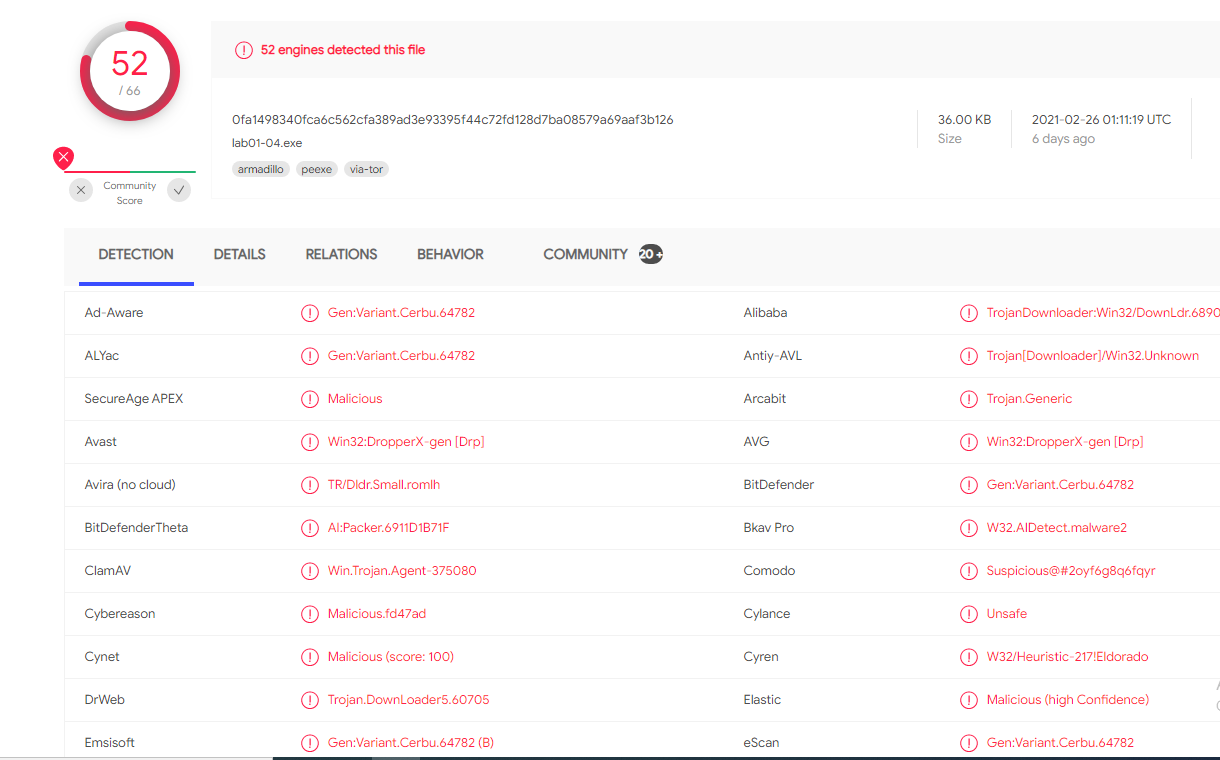 52
/ 66
52 engines detected this file
0fa1498340fca6c562cfa389ad3e93395f44c72fd128d7ba08579a69aaf3b126
lab01-04.exe
armadillo peexe via-tor
36.00 KB
Size
2021-02-26 01:11:19 UTC
6 days ago
Community
Score
DETECTION DETAILS RELATIONS BEHAVIOR COMMUNITY 20+
Ad-Aware Gen:Variant.Cerbu.64782 Alibaba TrojanDownloader:Win32/DownLdr.6890
ALYac Gen:Variant.Cerbu.64782 Antiy-AVL Trojan[Downloader]/Win32.Unknown
SecureAge APEX Malicious Arcabit Trojan.Generic
Avast Win32:DropperX-gen [Drp] AVG Win32:DropperX-gen [Drp]
Avira (no cloud) TR/Dldr.Small.romlh BitDefender Gen:Variant.Cerbu.64782
BitDefenderTheta AI:Packer.6911D1B71F Bkav Pro W32.AIDetect.malware2
ClamAV Win.Trojan.Agent-375080 Comodo Suspicious@#2oyf6g8q6fqyr
Cybereason Malicious.fd47ad Cylance Unsafe
Cynet Malicious (score: 100) Cyren W32/Heuristic-217!Eldorado
DrWeb Trojan.DownLoader5.60705 Elastic Malicious (high Confidence)
Emsisoft Gen:Variant.Cerbu.64782 (B) eScan Gen:Variant.Cerbu.64782